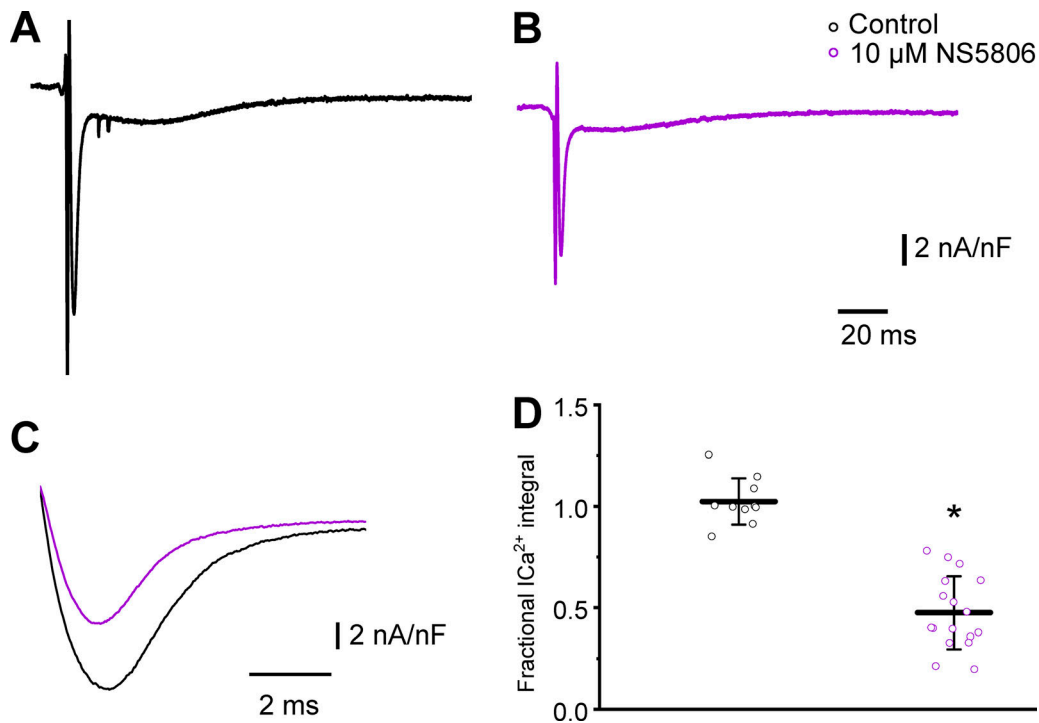 A
B
Control
10 µM NS5806
2 nA/nF
20 ms
C
2 nA/nF
2 ms
D
Fractional ICa²⁺ integral
1.5
1.0
0.5
0.0
*